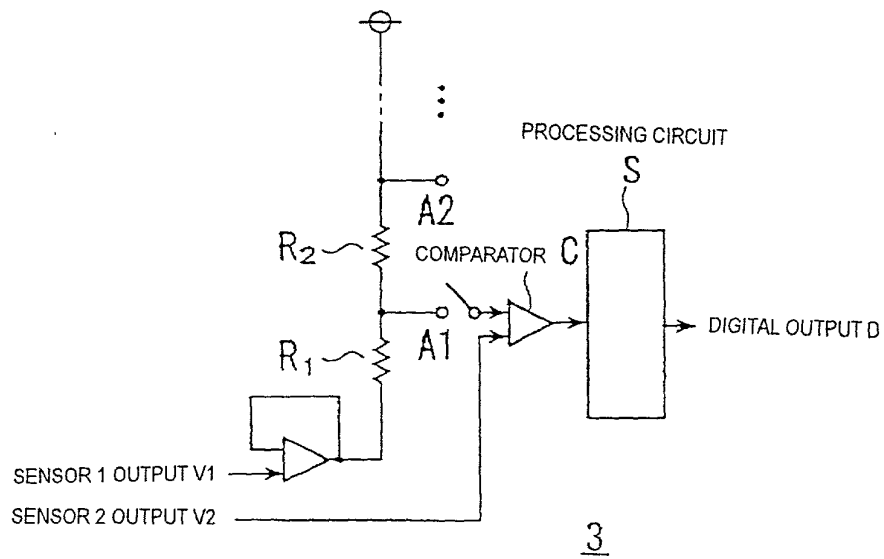 PROCESSING CIRCUIT
S
A2
R2
COMPARATOR C
A1
R1
DIGITAL OUTPUT D
SENSOR 1 OUTPUT V1
SENSOR 2 OUTPUT V2
3